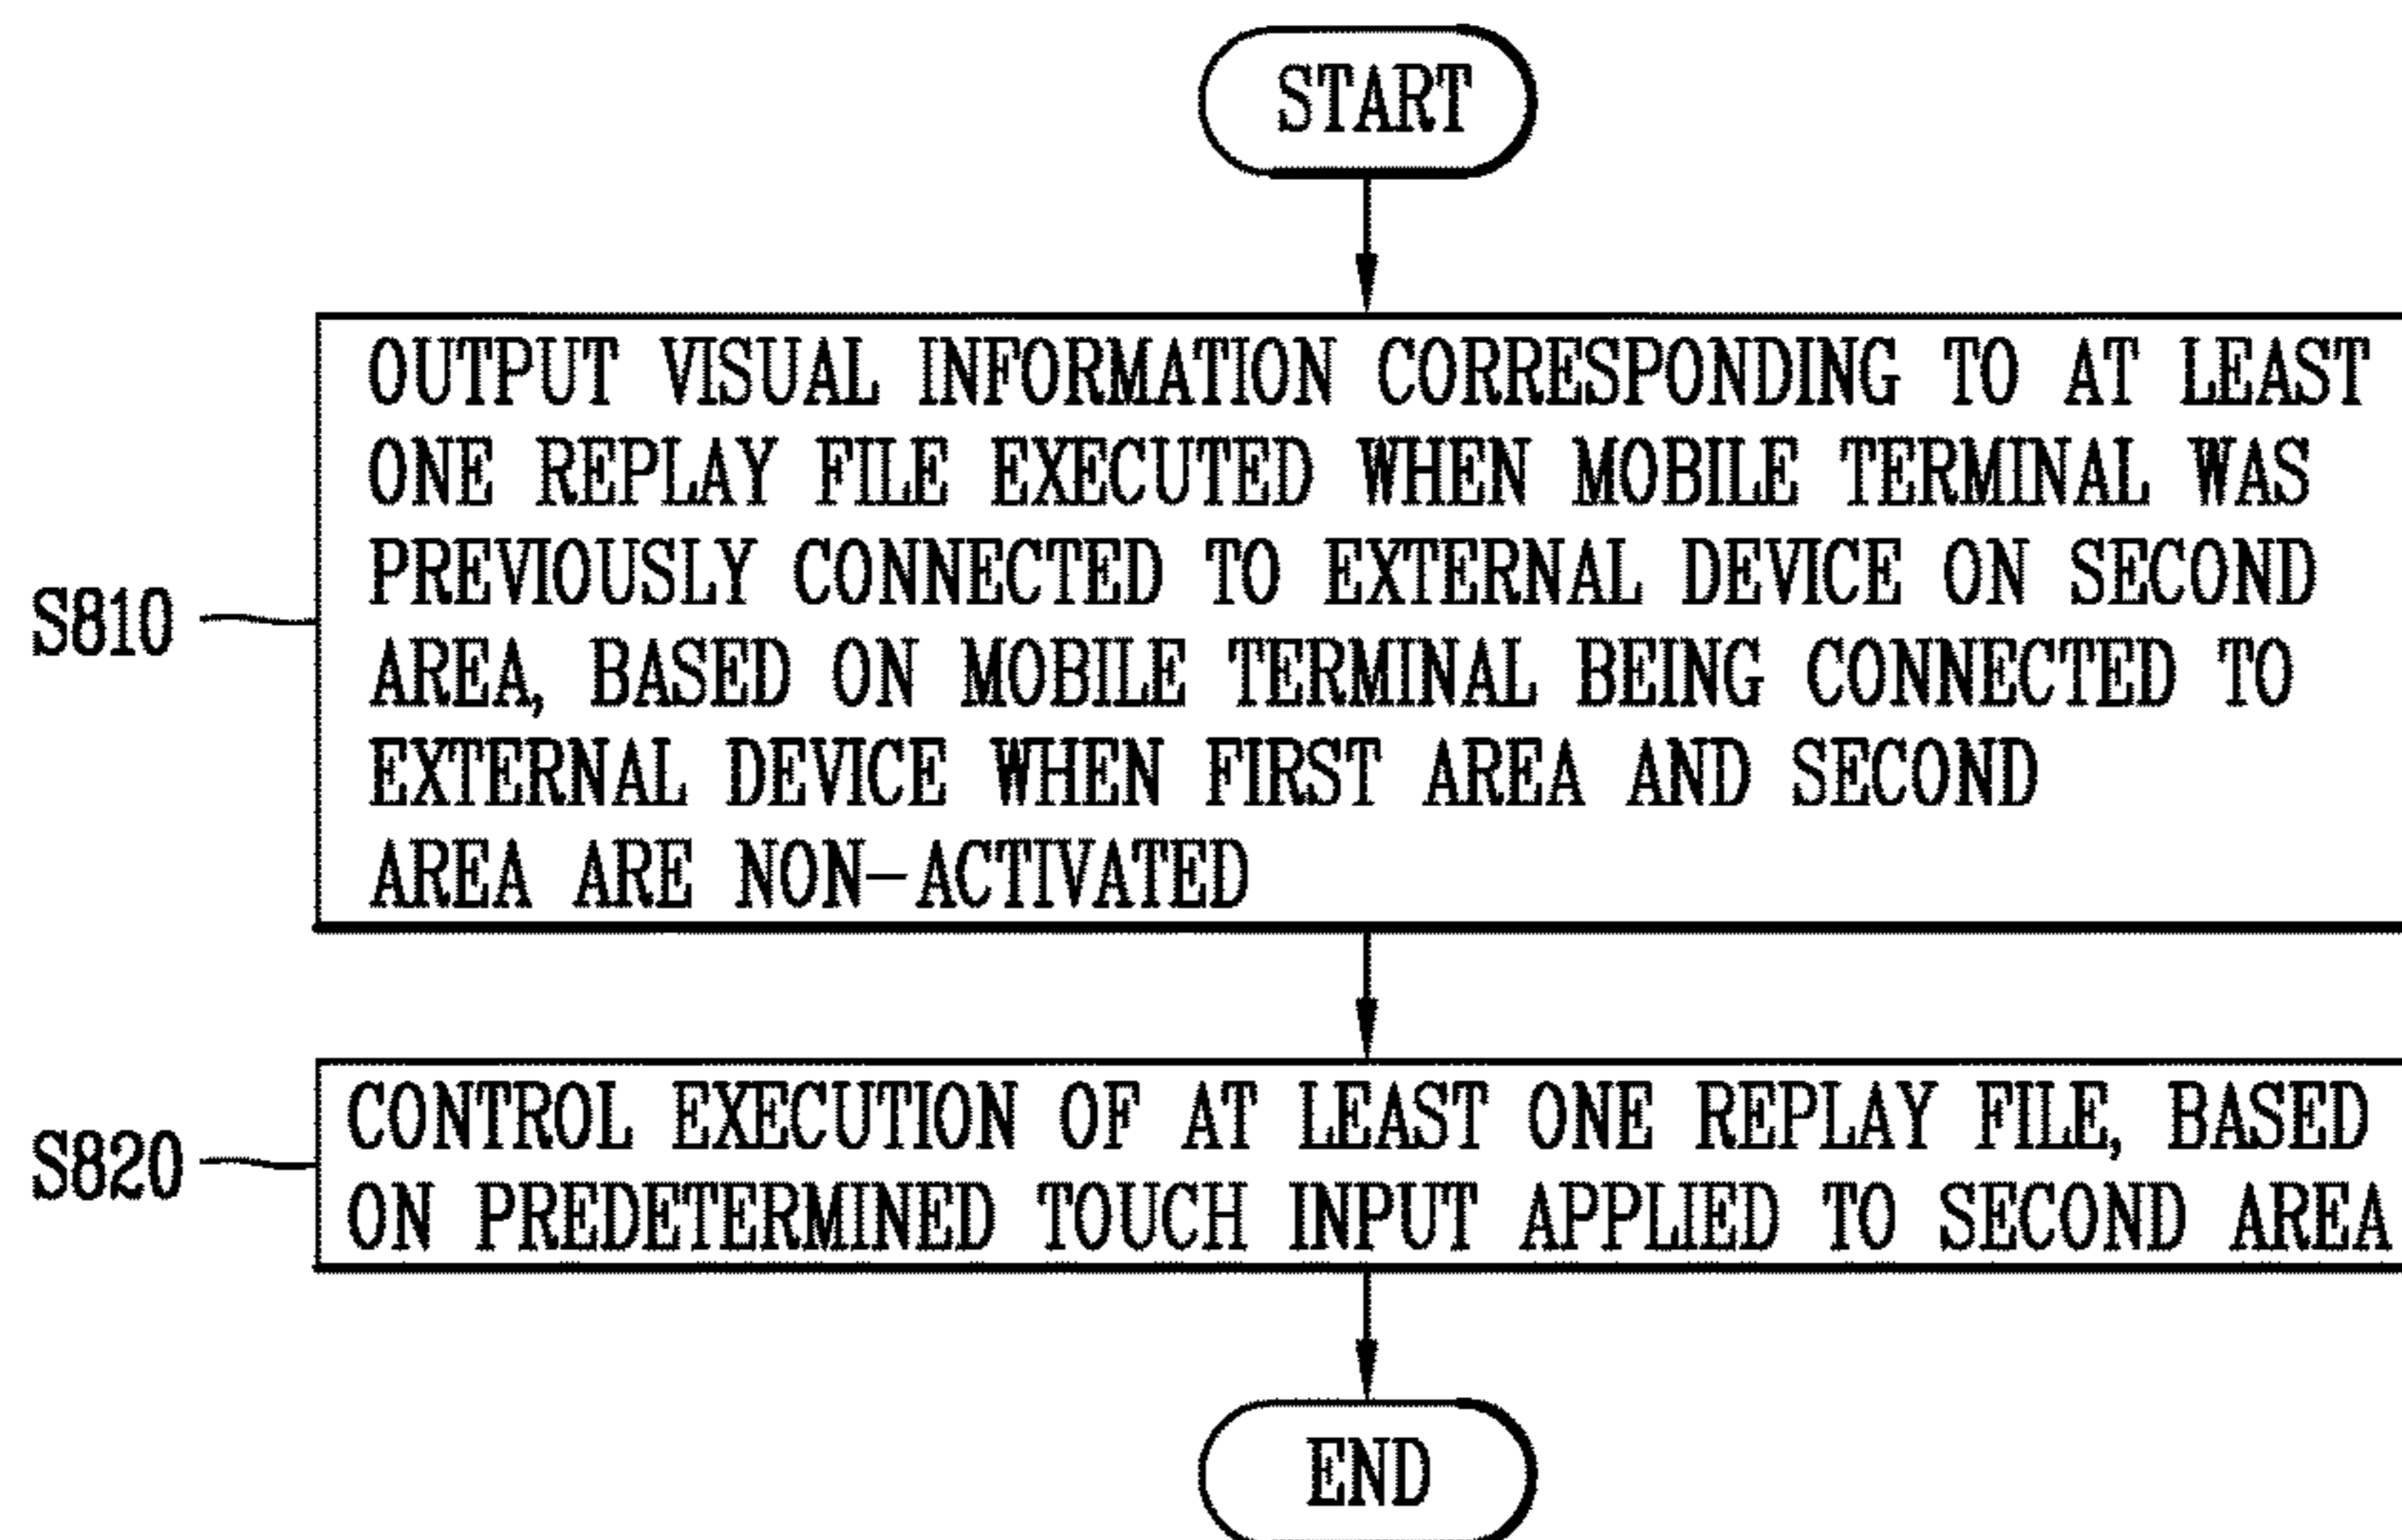 START
OUTPUT VISUAL INFORMATION CORRESPONDING TO AT LEAST
ONE REPLAY FILE EXECUTED WHEN MOBILE TERMINAL WAS
PREVIOUSLY CONNECTED TO EXTERNAL DEVICE ON SECOND
S810
AREA, BASED ON MOBILE TERMINAL BEING CONNECTED TO
EXTERNAL DEVICE WHEN FIRST AREA AND SECOND
AREA ARE NON-ACTIVATED
CONTROL EXECUTION OF AT LEAST ONE REPLAY FILE, BASED
S820
ON PREDETERMINED TOUCH INPUT APPLIED TO SECOND AREA
END